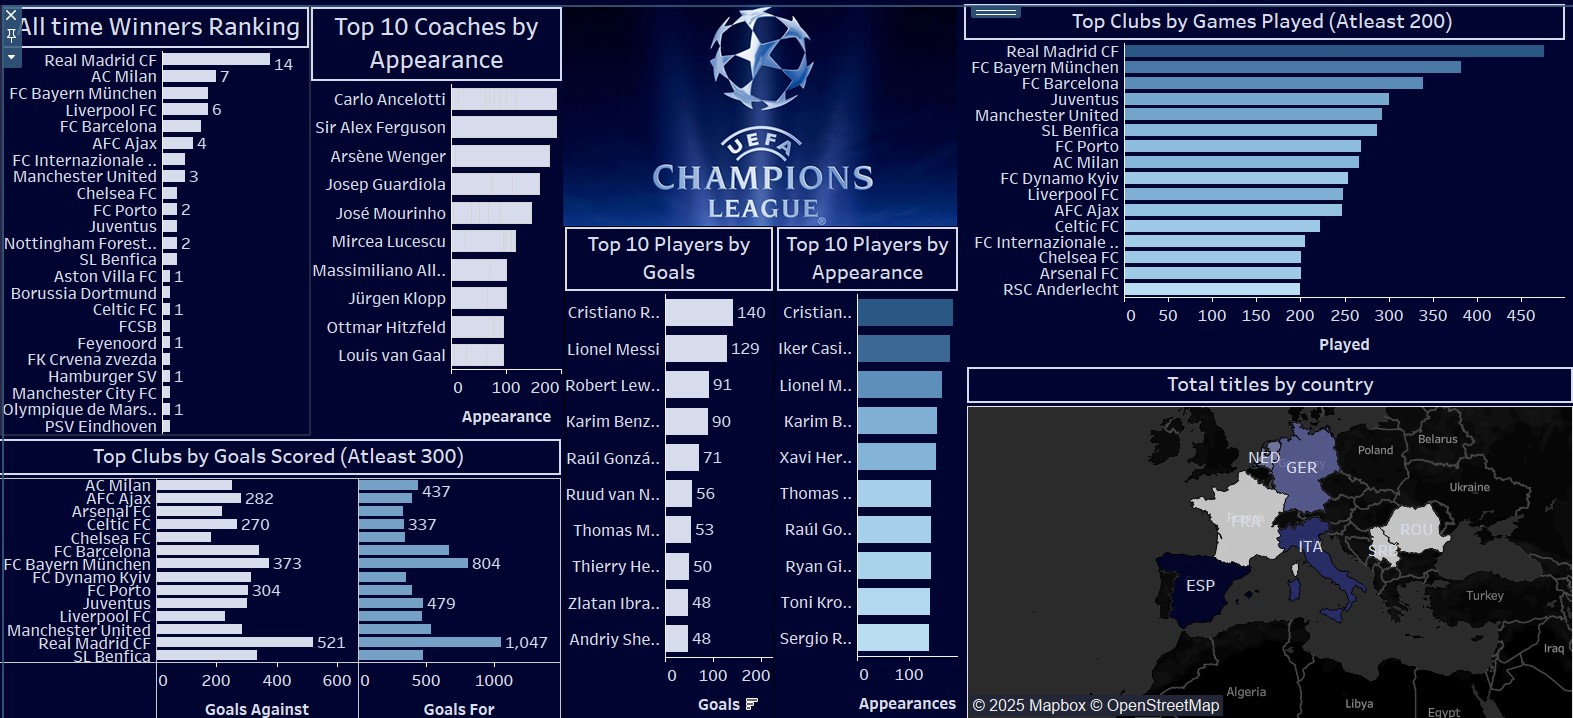 All time Winners Ranking
Real Madrid CF 14
AC Milan 7
FC Bayern München
Liverpool FC 6
FC Barcelona
AFC Ajax 4
FC Internazionale ..
Manchester United 3
Chelsea FC
FC Porto 2
Juventus
Nottingham Forest.. 2
SL Benfica
Aston Villa FC 1
Borussia Dortmund
Celtic FC 1
FCSB
Feyenoord 1
FK Crvena zvezda
Hamburger SV 1
Manchester City FC
Olympique de Mars.. 1
PSV Eindhoven
Top 10 Coaches by
Appearance
Carlo Ancelotti
Sir Alex Ferguson
Arsène Wenger
Josep Guardiola
José Mourinho
Mircea Lucescu
Massimiliano All..
Jürgen Klopp
Ottmar Hitzfeld
Louis van Gaal
0 100 200
Appearance
Top Clubs by Goals Scored (Atleast 300)
AC Milan 437
AFC Ajax 282
Arsenal FC
Celtic FC 270 337
Chelsea FC
FC Barcelona
FC Bayern München 373 804
FC Dynamo Kyiv
FC Porto 304
Juventus 479
Liverpool FC
Manchester United
Real Madrid CF 521 1,047
SL Benfica
0 200 400 600 0 500 1000
Goals Against Goals For
UEFA
CHAMPIONS
LEAGUE®
Top 10 Players by
Goals
Cristiano R.. 140
Lionel Messi 129
Robert Lew.. 91
Karim Benz.. 90
Raúl Gonzá.. 71
Ruud van N.. 56
Thomas M.. 53
Thierry He.. 50
Zlatan Ibra.. 48
Andriy She.. 48
0 100 200
Goals
Top 10 Players by
Appearance
Cristian..
Iker Casi..
Lionel M..
Karim B..
Xavi Her..
Thomas ..
Raúl Go..
Ryan Gi..
Toni Kro..
Sergio R..
0 100
Appearances
Top Clubs by Games Played (Atleast 200)
Real Madrid CF
FC Bayern München
FC Barcelona
Juventus
Manchester United
SL Benfica
FC Porto
AC Milan
FC Dynamo Kyiv
Liverpool FC
AFC Ajax
Celtic FC
FC Internazionale ..
Chelsea FC
Arsenal FC
RSC Anderlecht
0 50 100 150 200 250 300 350 400 450
Played
Total titles by country
Belarus
Poland
NED
GER
Ukraine
FRA
ROU
ITA
SRB
ESP
Turkey
Iraq
Algeria
Libya
Egypt
© 2025 Mapbox © OpenStreetMap